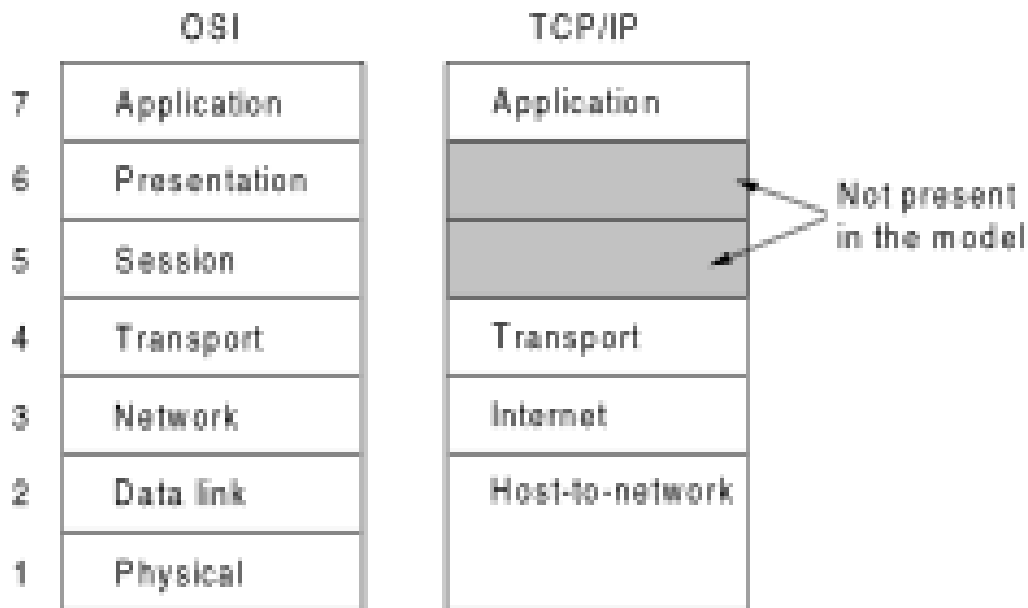 OSI TCP/IP
7 Application Application
6 Presentation
Not present
in the model
5 Session
4 Transport Transport
3 Network Internet
2 Data link Host-to-network
1 Physical